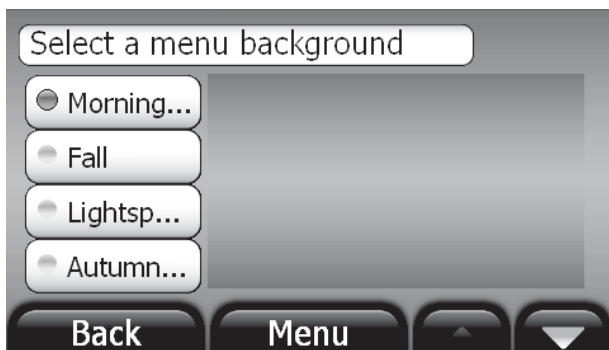 Select a menu background
Morning...
Fall
Lightsp...
Autumn...
Back Menu